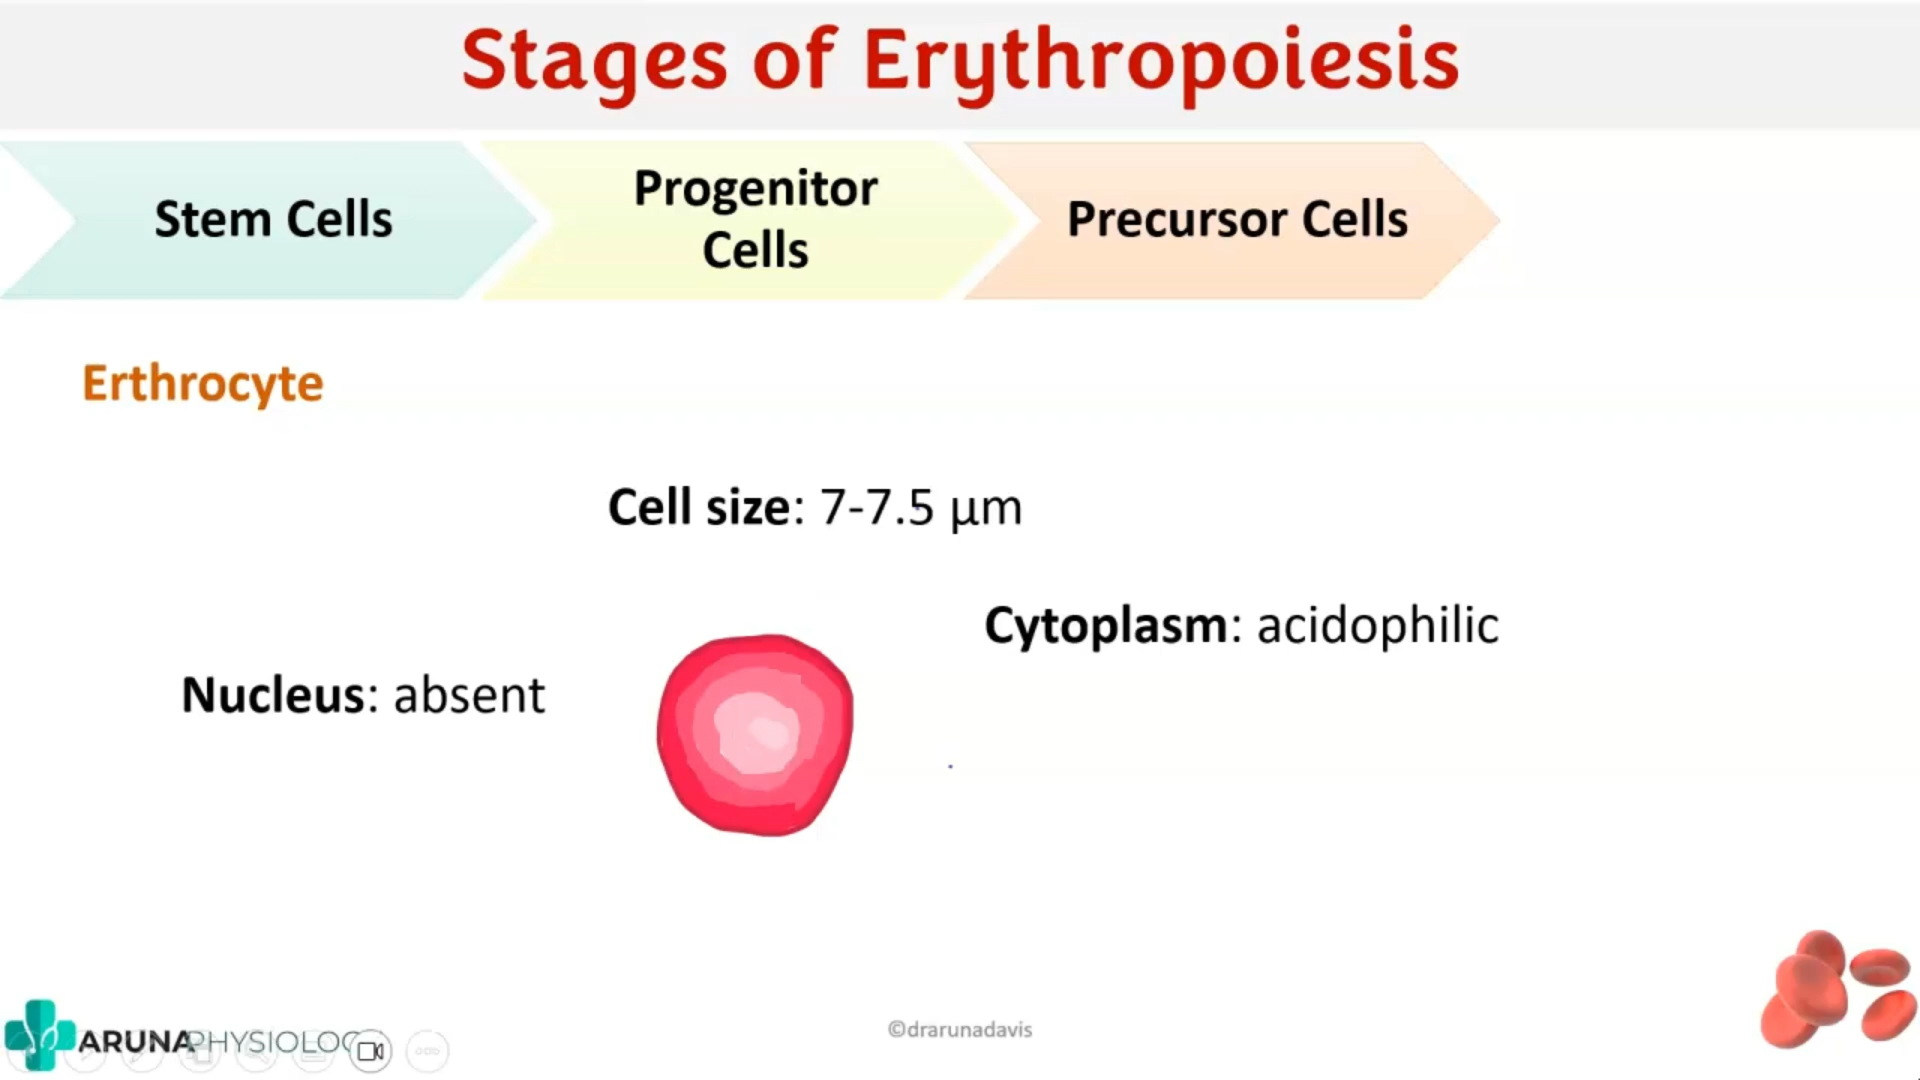 Stages of Erythropoiesis
Stem Cells
Progenitor
Cells
Precursor Cells
Erthrocyte
Cell size: 7-7.5 µm
Cytoplasm: acidophilic
Nucleus: absent
ARUNAPHYSIOLOG
©drarunadavis